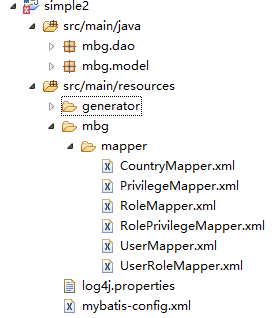 simple2
src/main/java
mbg.dao
mbg.model
src/main/resources
generator
mbg
mapper
CountryMapper.xml
PrivilegeMapper.xml
RoleMapper.xml
RolePrivilegeMapper.xml
UserMapper.xml
UserRoleMapper.xml
log4j.properties
mybatis-config.xml